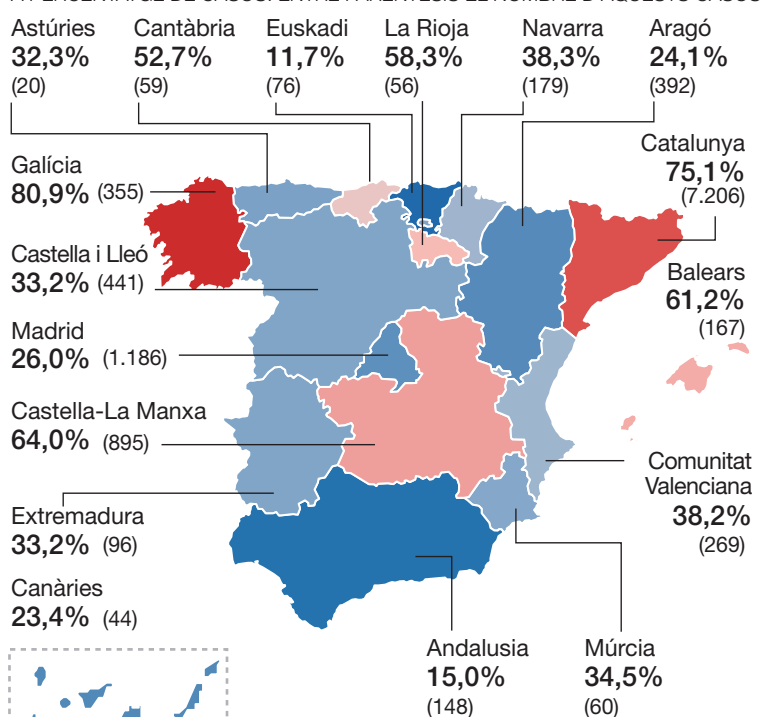 Astúries
32,3%
(20)
Cantàbria
52,7%
(59)
Euskadi
11,7%
(76)
La Rioja
58,3%
(56)
Navarra
38,3%
(179)
Aragó
24,1%
(392)
Catalunya
75,1%
(7.206)
Galícia
80,9% (355)
Castella i Lleó
33,2% (441)
Balears
61,2%
(167)
Madrid
26,0% (1.186)
Castella-La Manxa
64,0% (895)
Comunitat
Valenciana
38,2%
(269)
Extremadura
33,2% (96)
Canàries
23,4% (44)
Andalusia
15,0%
(148)
Múrcia
34,5%
(60)